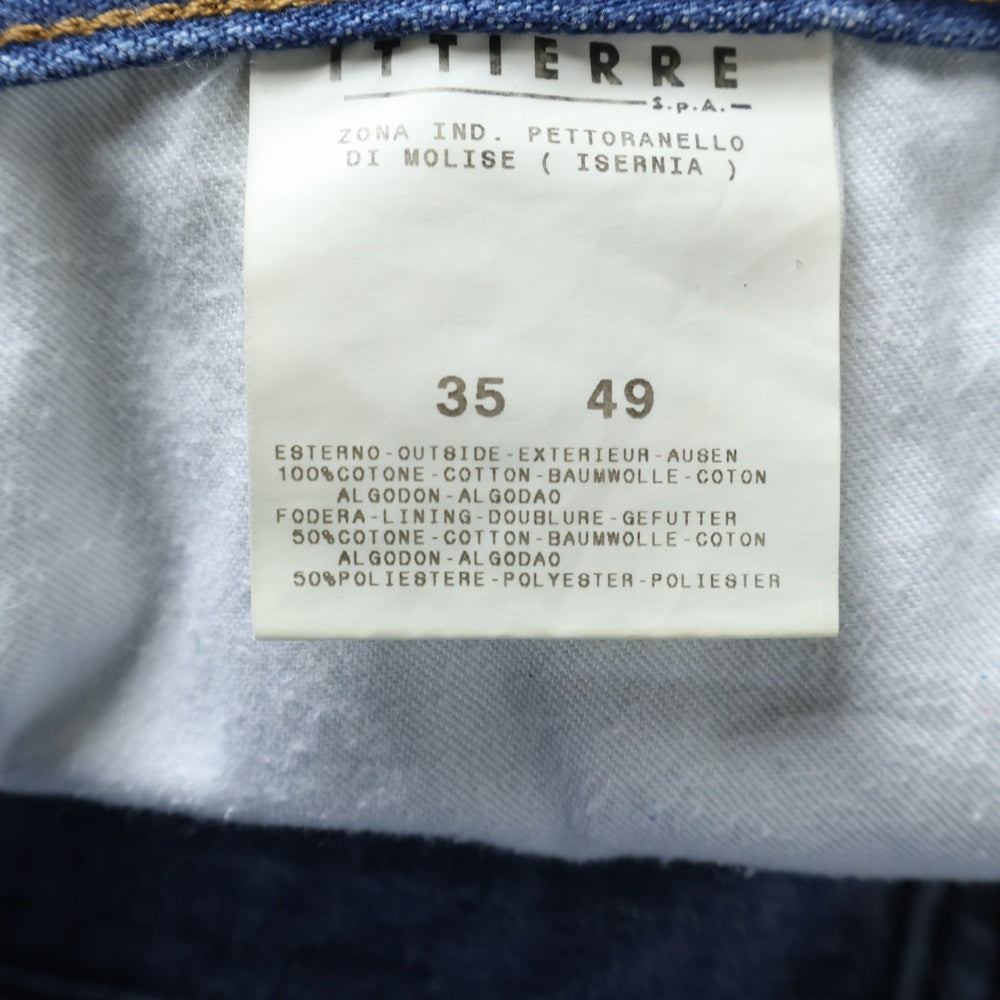 ITTIERRE
S.p.A.
ZONA IND. PETTORANELLO
DI MOLISE ( ISERNIA )
35 49
ESTERNO-OUTSIDE-EXTERIEUR-AUSEN
100%COTONE-COTTON-BAUMWOLLE-COTON
ALGODON-ALGODAO
FODERA-LINING-DOUBLURE-GEFUTTER
50%COTONE-COTTON-BAUMWOLLE-COTON
ALGODON-ALGODAO
50%POLIESTERE-POLYESTER-POLIESTER